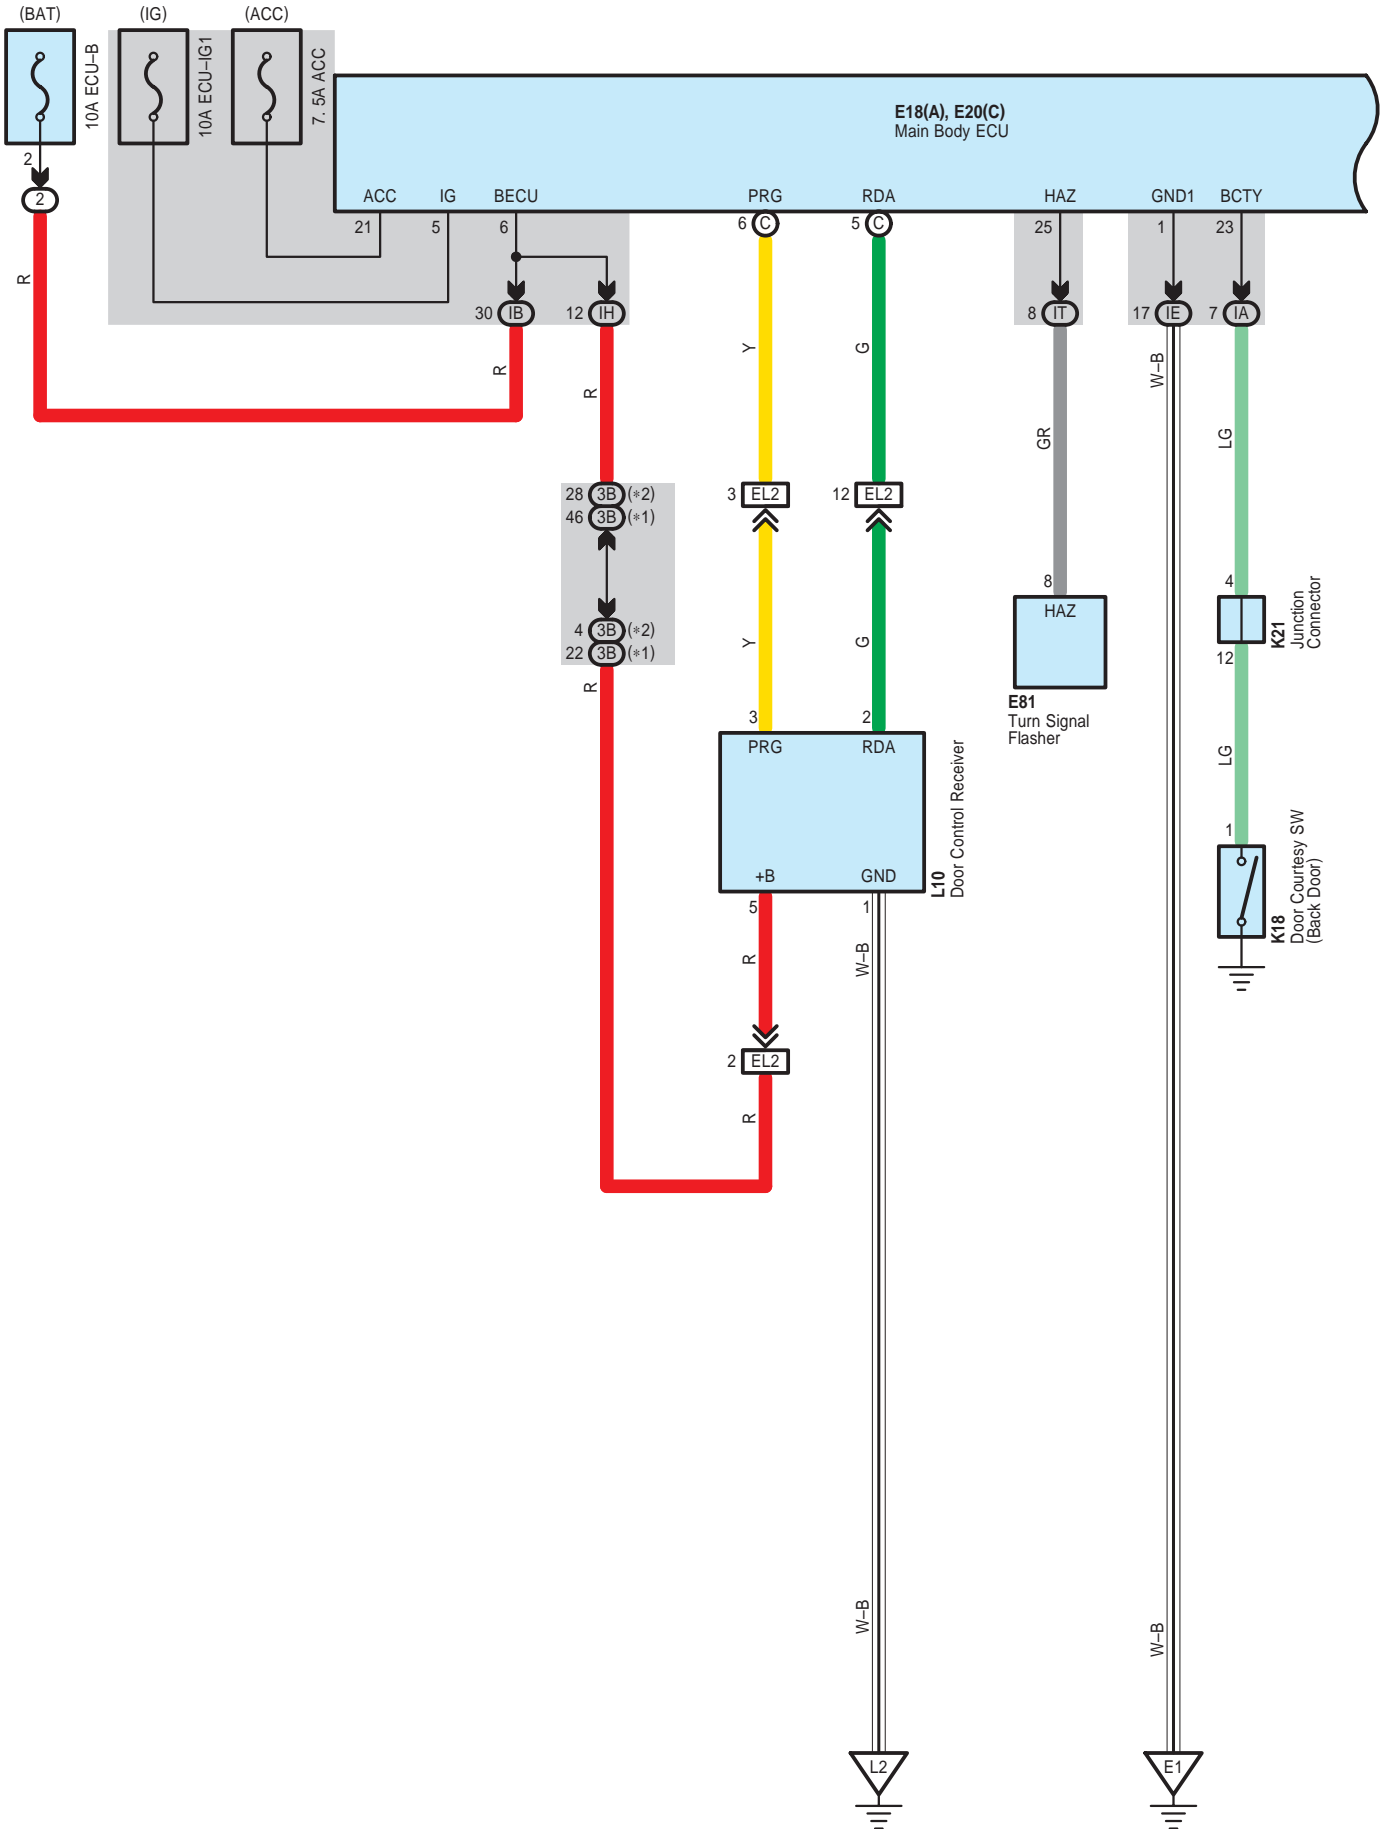 (BAT)
(IG)
(ACC)
10A ECU–B
10A ECU–IG1
7. 5A ACC
E18(A), E20(C)
Main Body ECU
2
2
ACC
IG
BECU
PRG
RDA
HAZ
GND1
BCTY
21
5
6
6
C
5
C
25
1
23
R
30
IB
12
IH
8
IT
17
IE
7
IA
R
R
Y
G
W–B
GR
LG
28
3B
(∗2)
46
3B
(∗1)
3
EL2
12
EL2
4
3B
(∗2)
22
3B
(∗1)
R
Y
G
8
HAZ
E81
Turn Signal
Flasher
4
12
K21
Junction
Connector
3
2
PRG
RDA
+B
GND
L10
Door Control Receiver
LG
1
K18
Door Courtesy SW
(Back Door)
5
1
R
W–B
2
EL2
R
W–B
W–B
L2
E1